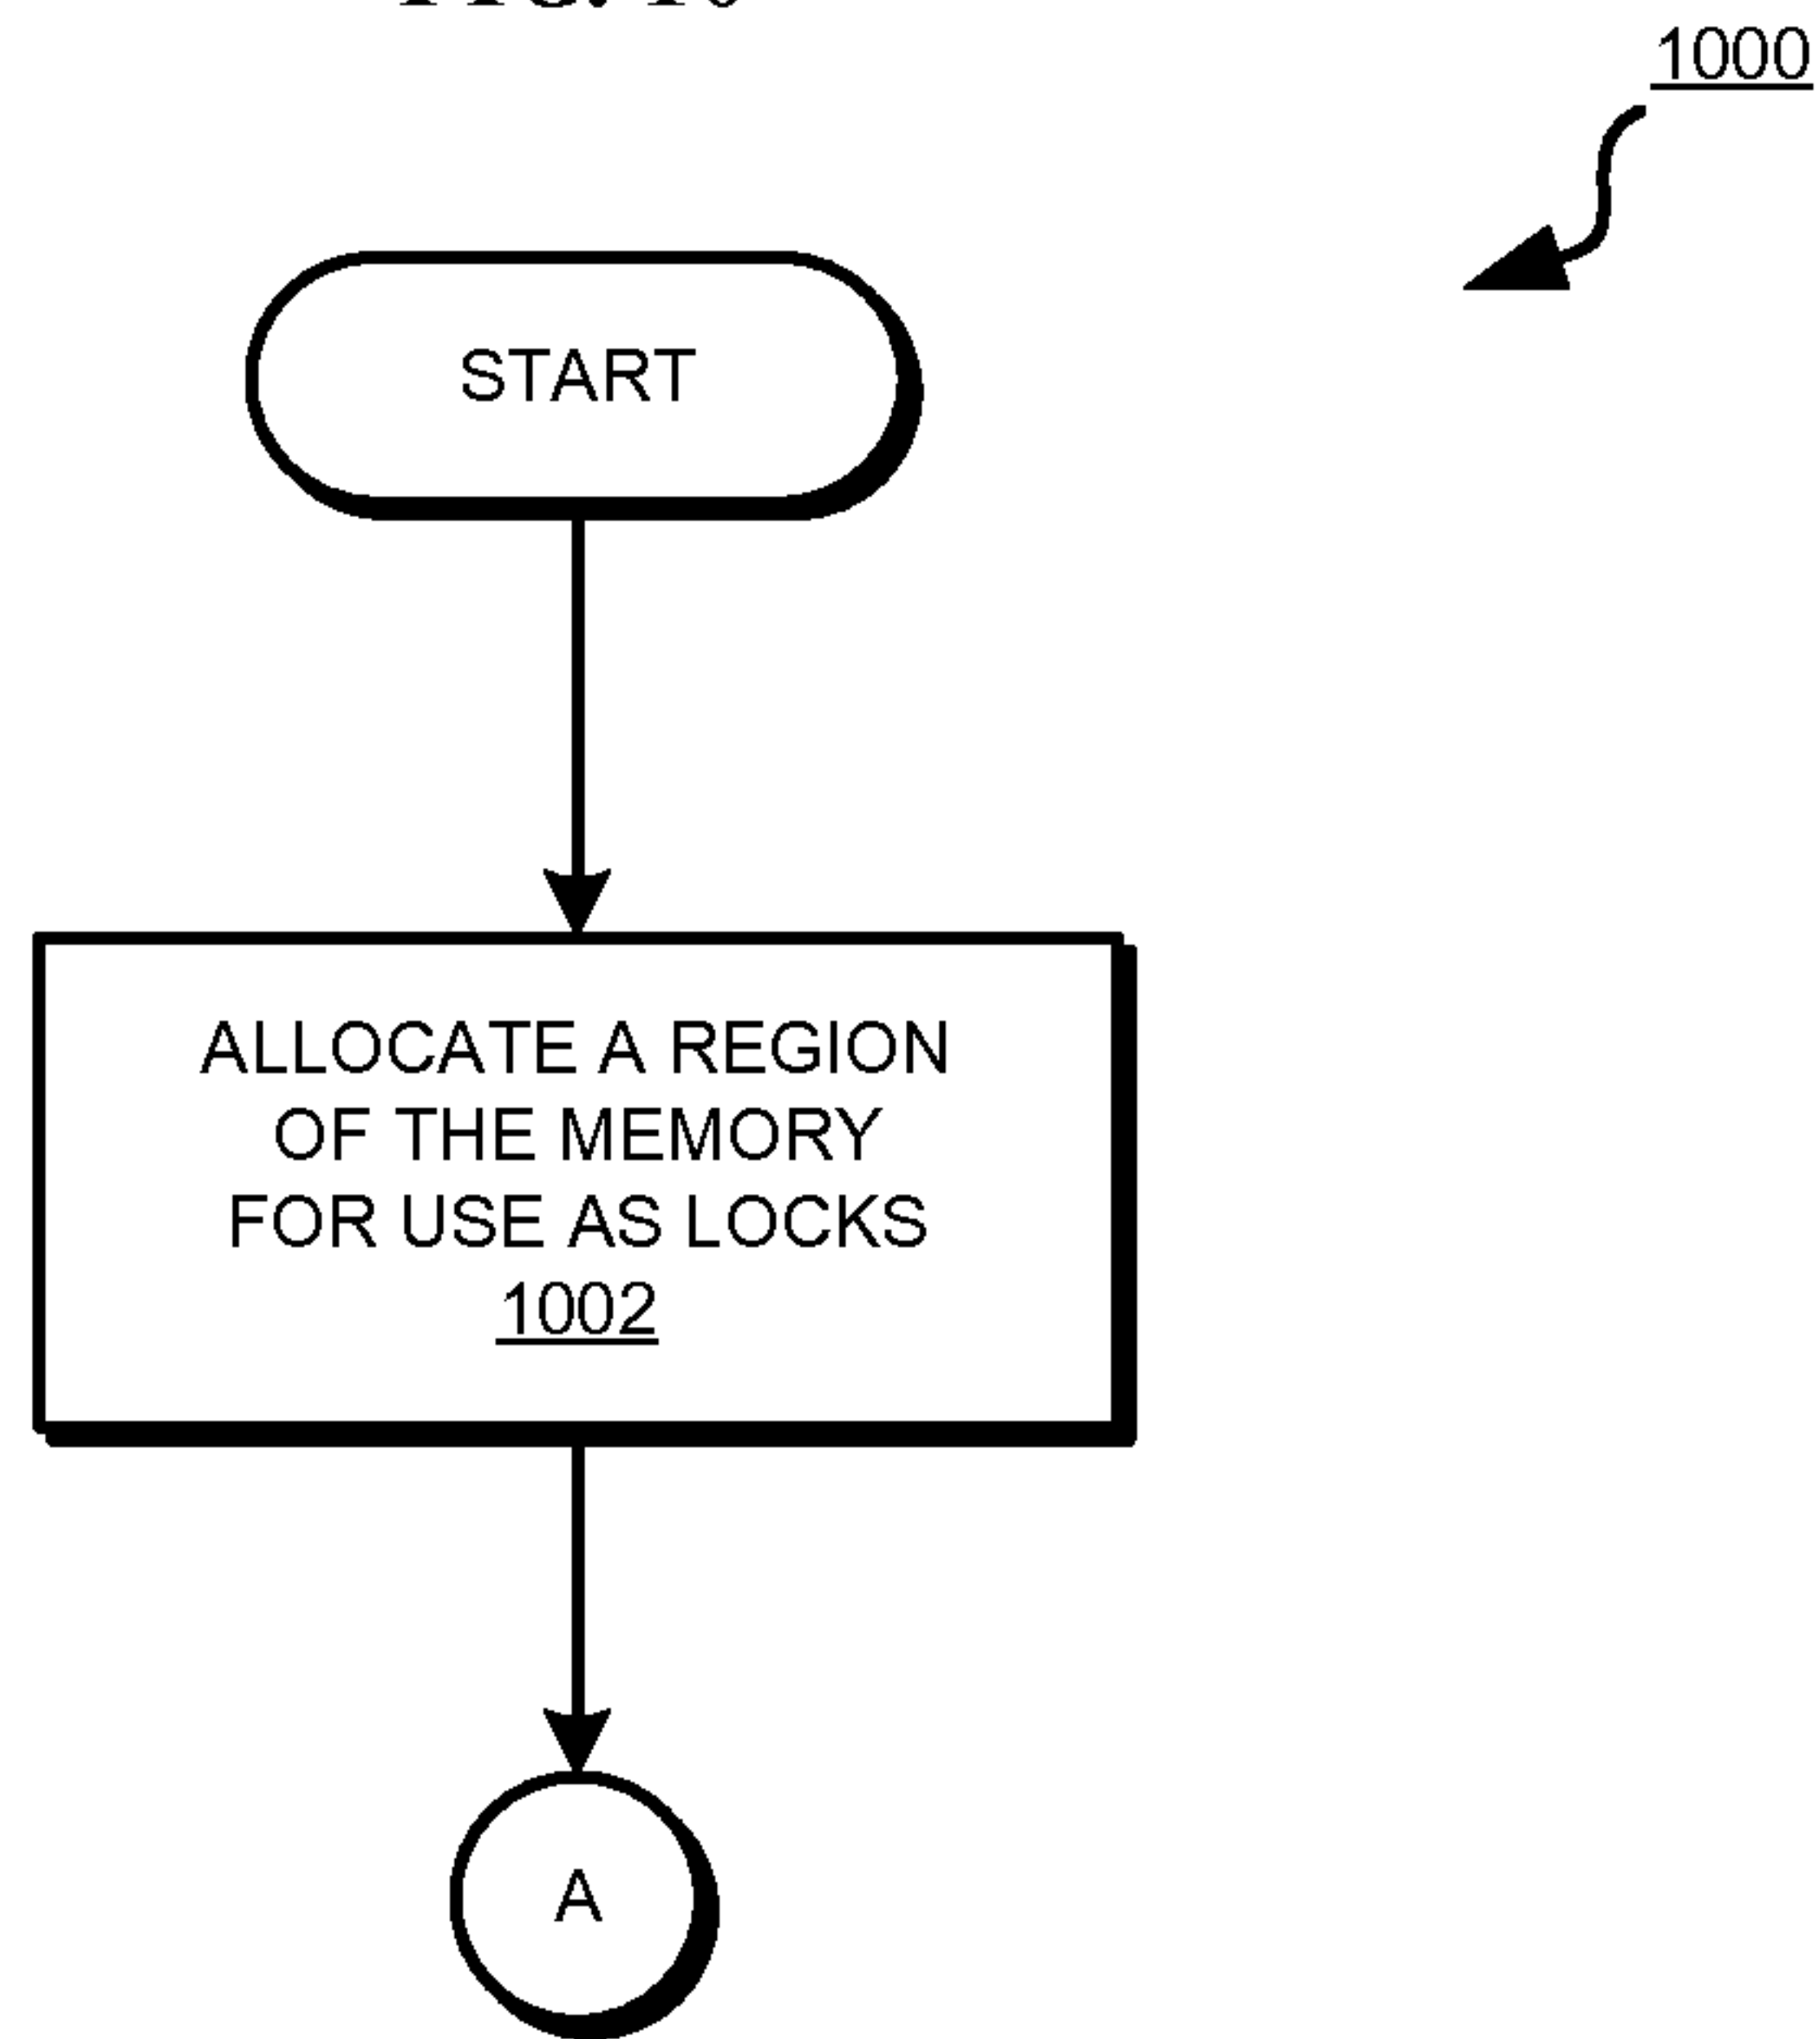 1000
START
ALLOCATE A REGION
OF THE MEMORY
FOR USE AS LOCKS
1002
A